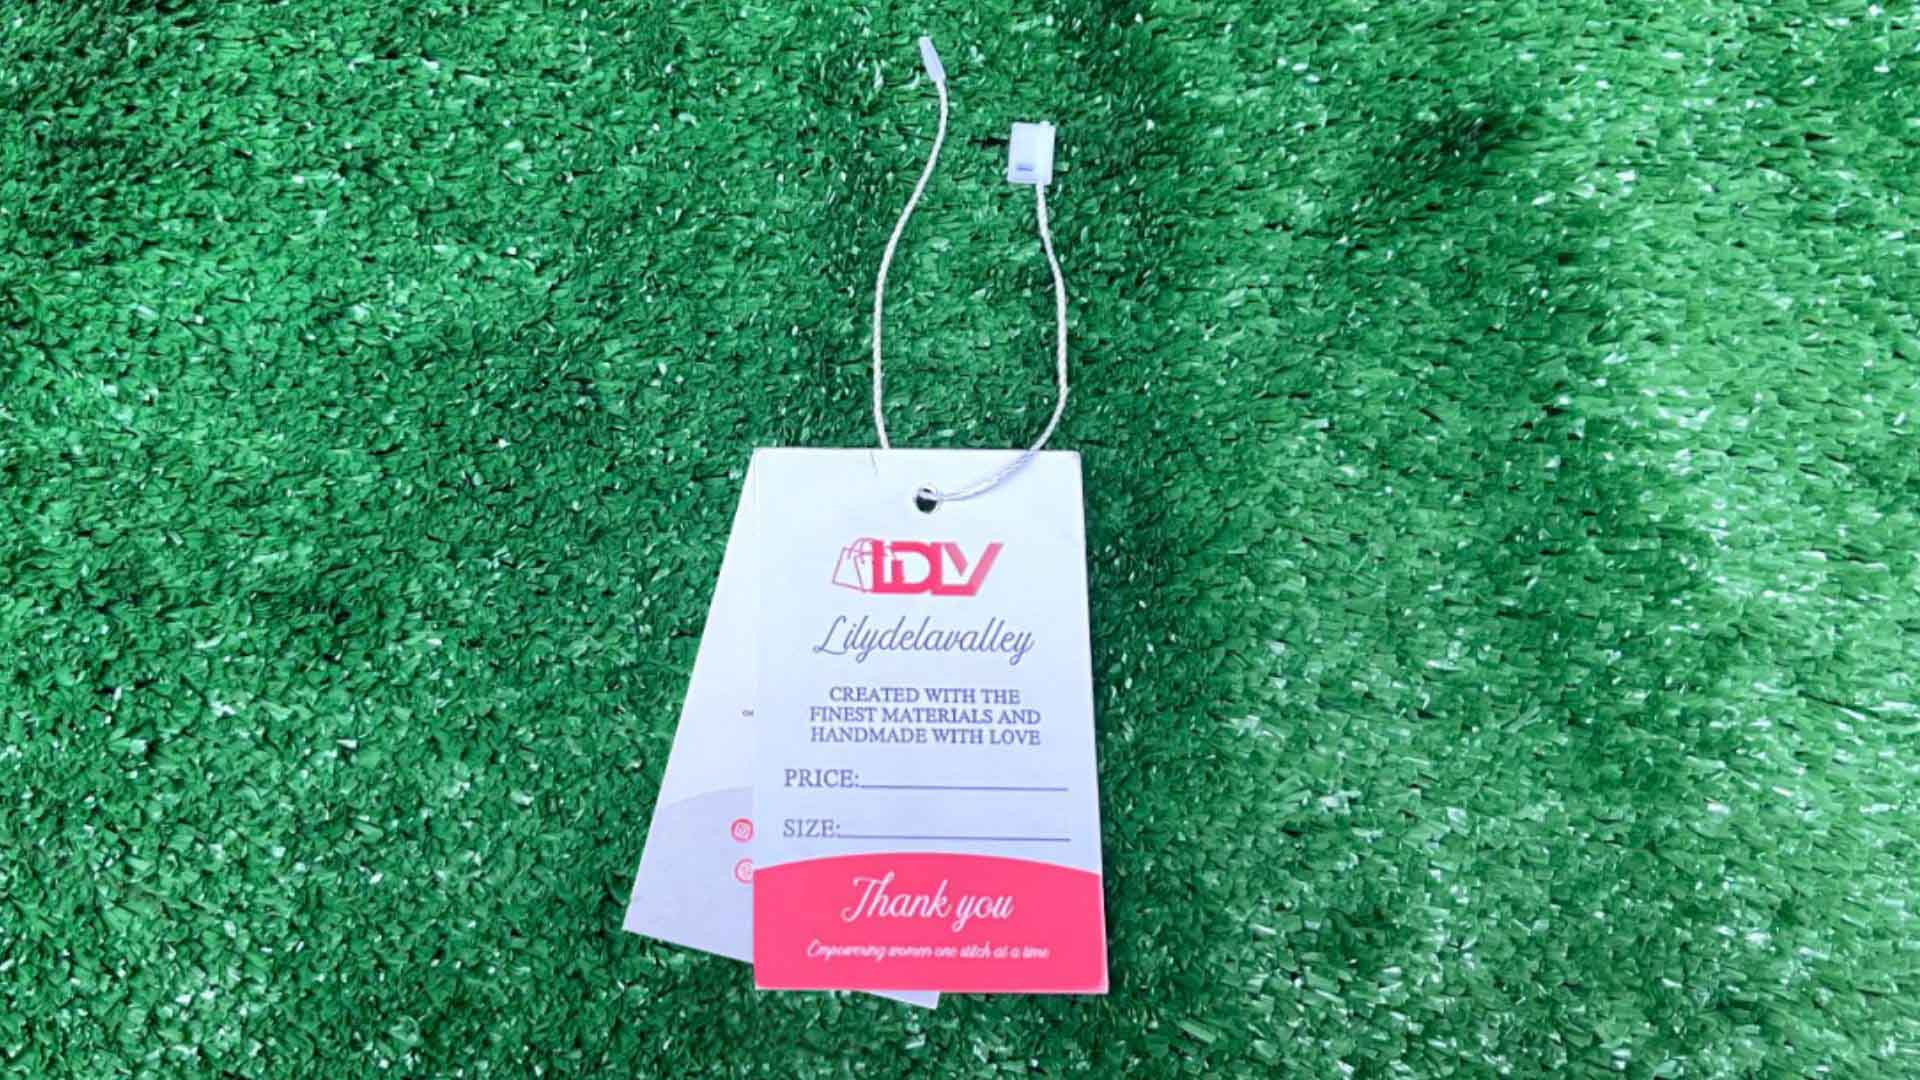 LDLV
Lilydelavalley
CREATED WITH THE
FINEST MATERIALS AND
HANDMADE WITH LOVE
PRICE:
SIZE:
Thank you
Empowering women one stitch at a time